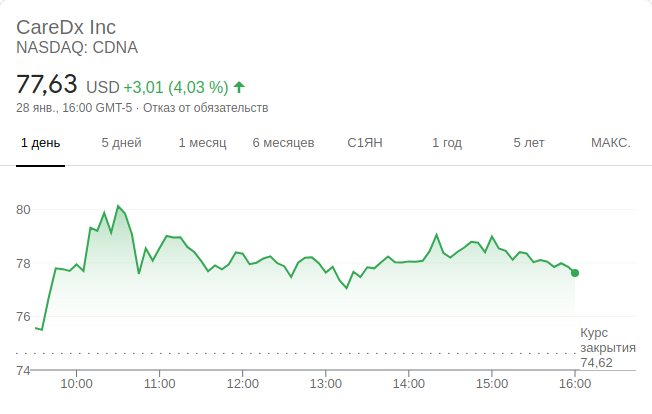 CareDx Inc
NASDAQ: CDNA
77,63 USD +3,01 (4,03 %)
28 янв., 16:00 GMT-5 · Отказ от обязательств
1 день 5 дней 1 месяц 6 месяцев С1ЯН 1 год 5 лет МАКС.
80
78
76
Курс
закрытия
74,62
74
10:00 11:00 12:00 13:00 14:00 15:00 16:00